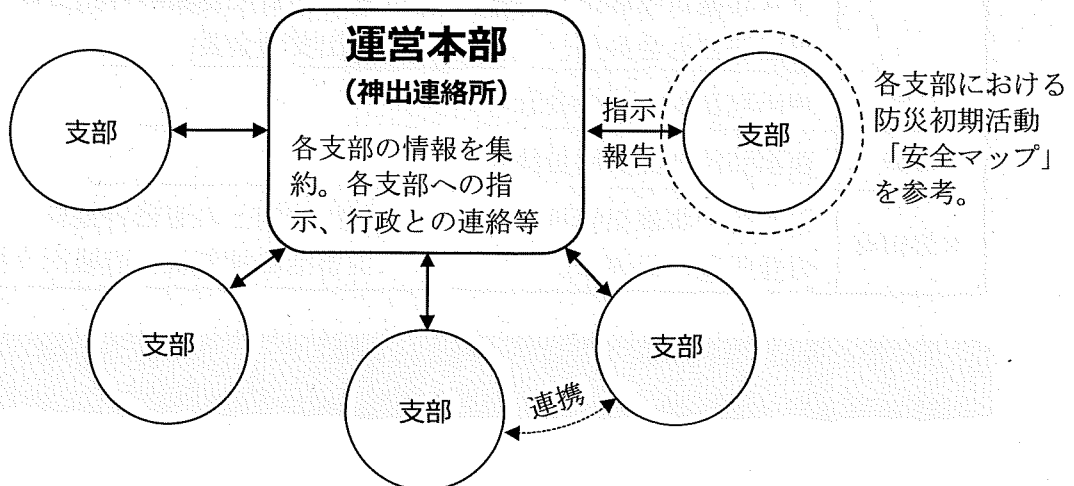 運営本部
(神出連絡所)
各支部の情報を集
約。各支部への指
示、行政との連絡等
支部
指示
報告
支部
各支部における
防災初期活動
「安全マップ」
を参考。
支部
支部
連携
支部